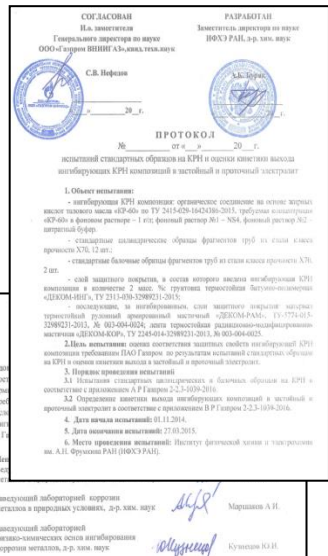 СОГЛАСОВАН
И.о. заместителя
Генерального директора по науке
ООО «Газпром ВНИИГАЗ», канд. техн. наук
С.В. Нефедов
20__г.
РАЗРАБОТАН
Заместитель директора по науке
ИФХЭ РАН, д-р. хим. наук
А.К. Буряк
20__г.
ПРОТОКОЛ
№ от «__» 20__г.
испытаний стандартных образцов на КРН и оценки кинетики выхода
ингибирующих КРН композиций в застойный и проточный электролит
1. Объект испытания:
- ингибирующая КРН композиция: органическое соединение на основе жирных
кислот талового масла «КР-60» по ТУ 2415-029-16424386-2015, требуемая концентрация
«КР-60» в фоновом растворе – 1 г/г; фоновый раствор №1 – NS4, фоновый раствор №2 –
цитратный буфер.
- стандартные цилиндрические образцы фрагментов труб из стали класса
прочности Х70, 12 шт.;
- стандартные балочные образцы фрагментов труб из стали класса прочности Х70,
2 шт.
- слой защитного покрытия, в состав которого введена ингибирующая КРН
композиция в количестве 2 масс. %: грунтовка термостойкая битумно-полимерная
«ДЕКОМ-ИНГ», ТУ 2313-030-32989231-2015;
- последующие, за ингибированным, слои защитного покрытия: материал
термостойкий рулонный армированный мастичный «ДЕКОМ-РАМ», ТУ-5774-015-
32989231-2013, № 003-004-0024; лента термостойкая радиационно-модифицированная
мастичная «ДЕКОМ-КОР», ТУ 2245-014-32989231-2013, № 003-004-0025.
2. Цель испытания: оценка соответствия защитных свойств ингибирующей КРН
композиции требованиям ПАО Газпром по результатам испытаний стандартных образцов
на КРН и оценки кинетики выхода в застойный и проточный электролит.
3. Порядок проведения испытаний
3.1 Испытания стандартных цилиндрических и балочных образцов на КРН в
соответствие с приложением А Р Газпром 2-2.3-1039-2016.
3.2 Определение кинетики выхода ингибирующих композиций в застойный и
проточный электролит в соответствие с приложением В Р Газпром 2-2.3-1039-2016.
4. Дата начала испытаний: 01.11.2014.
5. Дата окончания испытаний: 27.03.2015.
6. Место проведения испытаний: Институт физической химии и электрохимии
им. А.Н. Фрумкина РАН (ИФХЭ РАН).
заведующий лабораторией коррозии
металлов в природных условиях, д-р. хим. наук Маршаков А.И.
заведующий лабораторией
физико-химических основ ингибирования
коррозии металлов, д-р. хим. наук Кузнецов Ю.И.